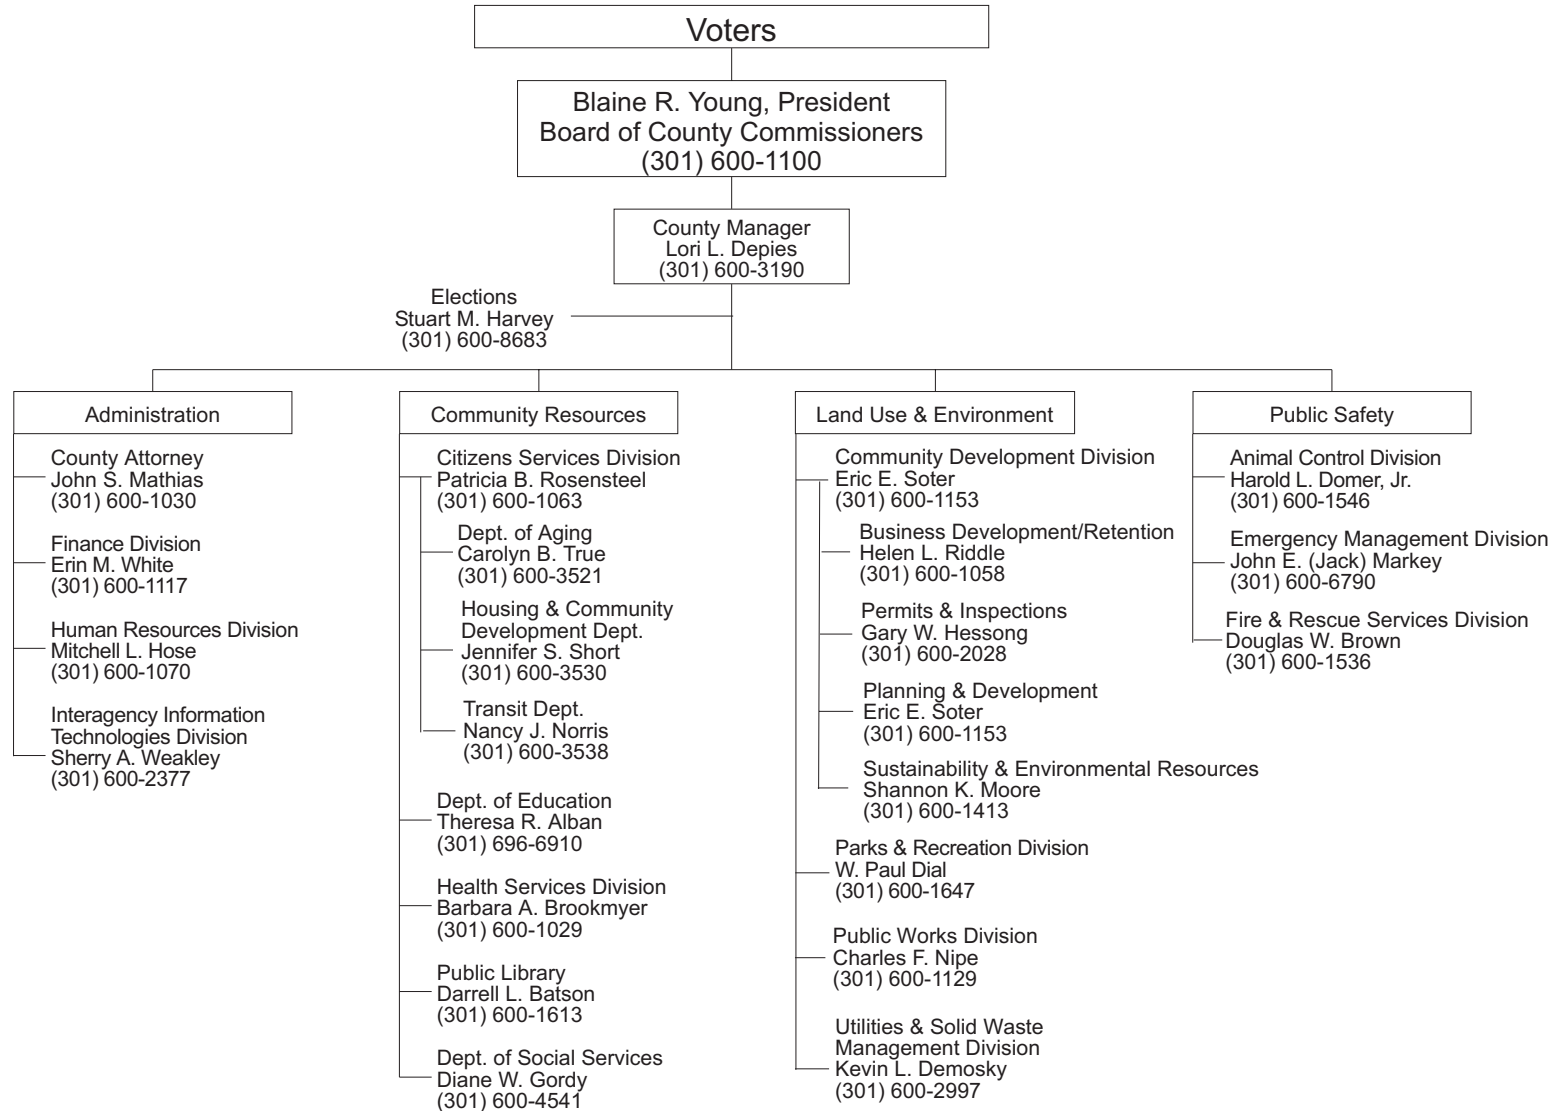 Voters
Blaine R. Young, President
Board of County Commissioners
(301) 600-1100
County Manager
Lori L. Depies
(301) 600-3190
Elections
Stuart M. Harvey
(301) 600-8683
Administration
County Attorney
John S. Mathias
(301) 600-1030
Finance Division
Erin M. White
(301) 600-1117
Human Resources Division
Mitchell L. Hose
(301) 600-1070
Interagency Information
Technologies Division
Sherry A. Weakley
(301) 600-2377
Community Resources
Citizens Services Division
Patricia B. Rosensteel
(301) 600-1063
Dept. of Aging
Carolyn B. True
(301) 600-3521
Housing & Community
Development Dept.
Jennifer S. Short
(301) 600-3530
Transit Dept.
Nancy J. Norris
(301) 600-3538
Dept. of Education
Theresa R. Alban
(301) 696-6910
Health Services Division
Barbara A. Brookmyer
(301) 600-1029
Public Library
Darrell L. Batson
(301) 600-1613
Dept. of Social Services
Diane W. Gordy
(301) 600-4541
Land Use & Environment
Community Development Division
Eric E. Soter
(301) 600-1153
Business Development/Retention
Helen L. Riddle
(301) 600-1058
Permits & Inspections
Gary W. Hessong
(301) 600-2028
Planning & Development
Eric E. Soter
(301) 600-1153
Sustainability & Environmental Resources
Shannon K. Moore
(301) 600-1413
Parks & Recreation Division
W. Paul Dial
(301) 600-1647
Public Works Division
Charles F. Nipe
(301) 600-1129
Utilities & Solid Waste
Management Division
Kevin L. Demosky
(301) 600-2997
Public Safety
Animal Control Division
Harold L. Domer, Jr.
(301) 600-1546
Emergency Management Division
John E. (Jack) Markey
(301) 600-6790
Fire & Rescue Services Division
Douglas W. Brown
(301) 600-1536